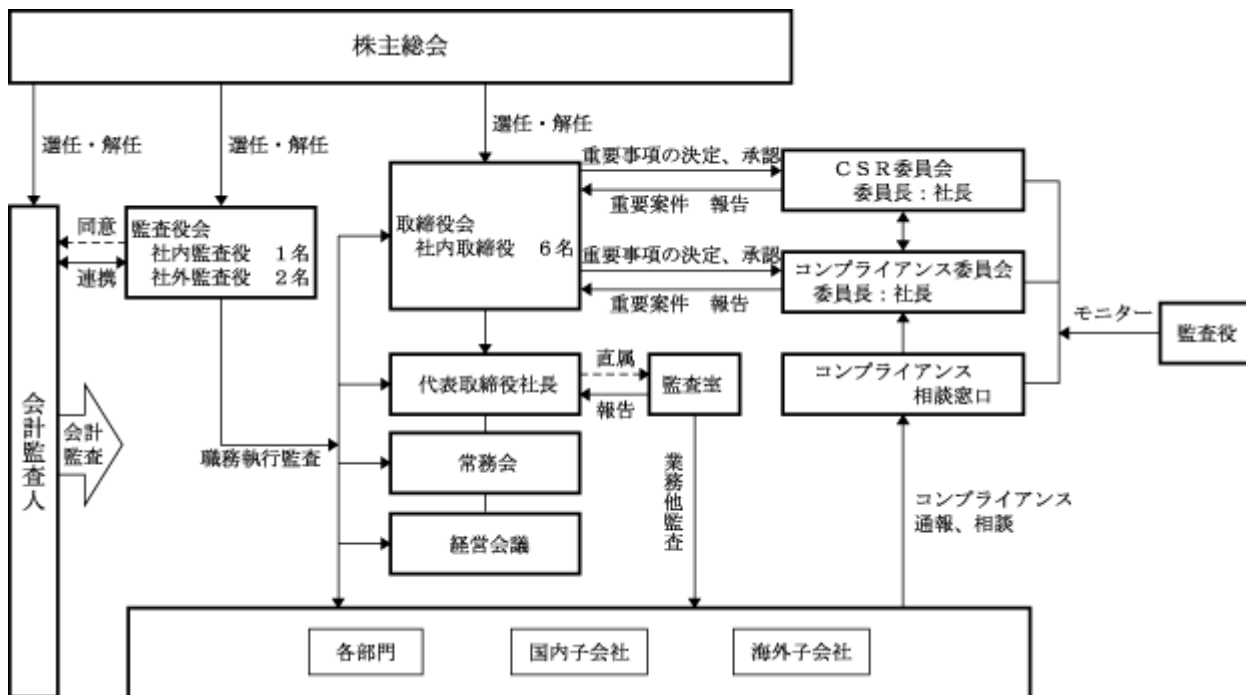 株主総会
選任・解任
選任・解任
選任・解任
重要事項の決定、承認
重要案件 報告
CSR委員会
委員長:社長
同意
連携
監査役会
社内監査役 1名
社外監査役 2名
取締役会
社内取締役 6名
重要事項の決定、承認
重要案件 報告
コンプライアンス委員会
委員長:社長
モニター
監査役
代表取締役社長
直属
報告
監査室
コンプライアンス
相談窓口
会計監査人
会計
監査
職務執行監査
常務会
業務他監査
コンプライアンス
通報、相談
経営会議
各部門
国内子会社
海外子会社